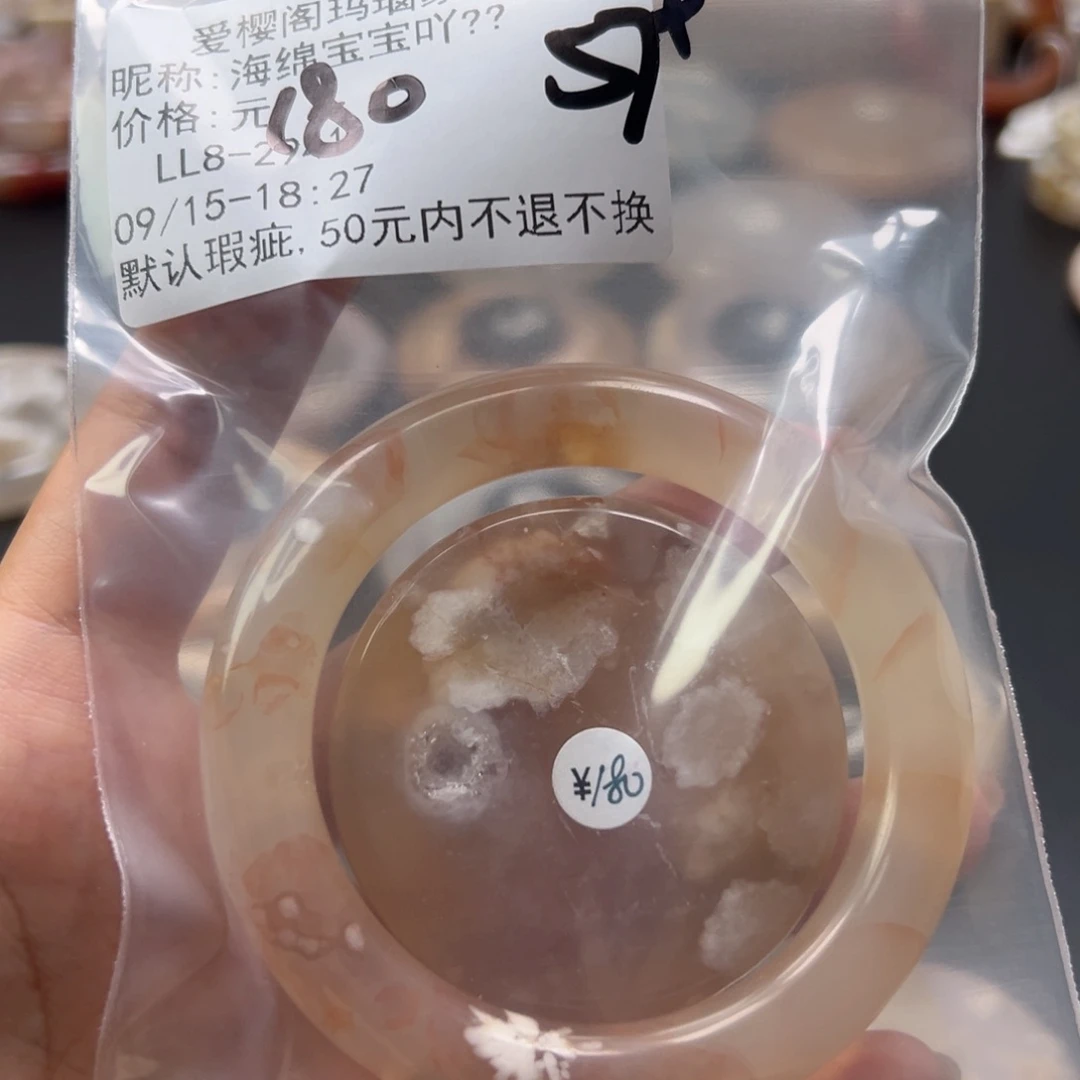 爱樱阁玛瑙
昵称:海绵宝宝吖??
价格:元
180
LL8-29
09/15-18:27
默认瑕疵,50元内不退不换
¥180